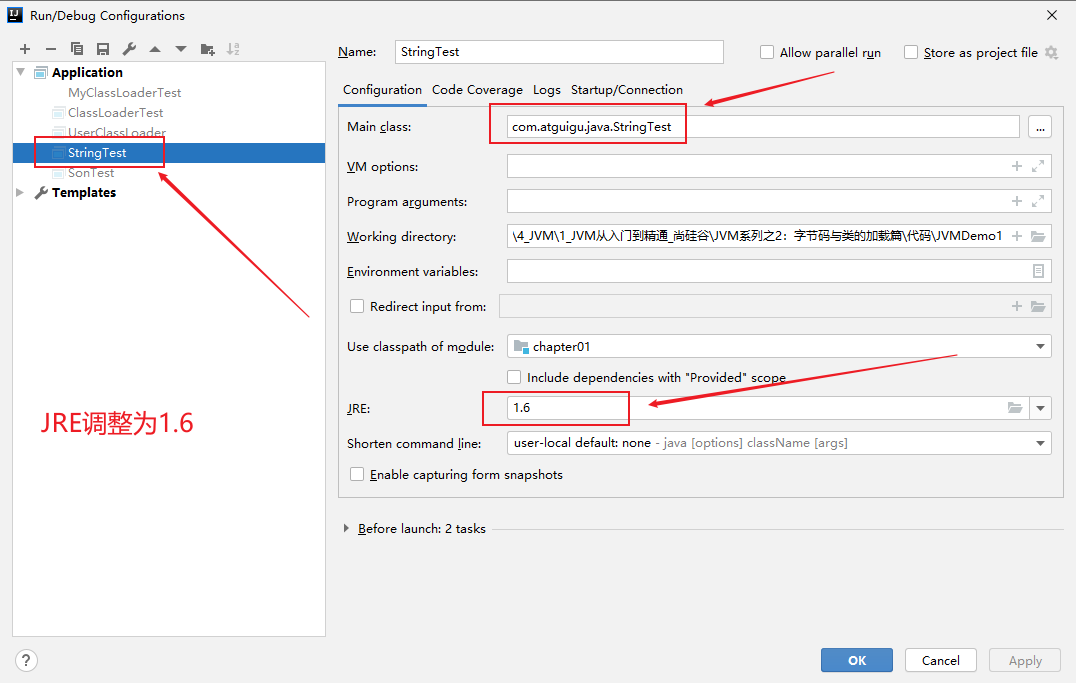 Run/Debug Configurations
Application
MyClassLoaderTest
ClassLoaderTest
UserClassLoader
StringTest
SonTest
Templates
JRE调整为1.6
Name: StringTest
Allow parallel run
Store as project file
Configuration Code Coverage Logs Startup/Connection
Main class: com.atguigu.java.StringTest ...
VM options:
Program arguments:
Working directory: \4_JVM\1_JVM从入门到精通_尚硅谷\JVM系列之2：字节码与类的加载篇\代码\JVMDemo1
Environment variables:
Redirect input from:
Use classpath of module: chapter01
Include dependencies with "Provided" scope
JRE: 1.6
Shorten command line: user-local default: none - java [options] className [args]
Enable capturing form snapshots
Before launch: 2 tasks
? OK Cancel Apply